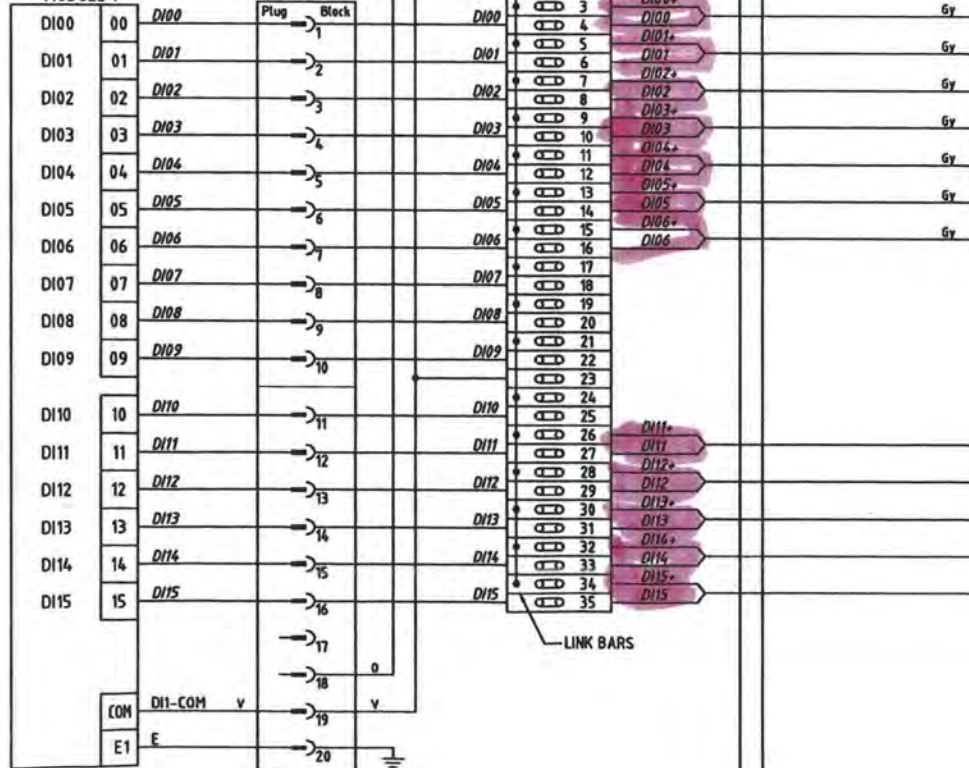 Plug Block
DI00 00 DI00 1 DI00 3 DI00+ Gy
4 DI00
DI01 01 DI01 2 DI01 5 DI01+ Gy
6 DI01
DI02 02 DI02 3 DI02 7 DI02+ Gy
8 DI02
DI03 03 DI03 4 DI03 9 DI03+ Gy
10 DI03
DI04 04 DI04 5 DI04 11 DI04+ Gy
12 DI04
DI05 05 DI05 6 DI05 13 DI05+ Gy
14 DI05
DI06 06 DI06 7 DI06 15 DI06+ Gy
16 DI06
DI07 07 DI07 8 DI07 17
18
DI08 08 DI08 9 DI08 19
20
DI09 09 DI09 10 DI09 21
22
23
DI10 10 DI10 11 DI10 24
25
DI11 11 DI11 12 DI11 26 DI11+
27 DI11
DI12 12 DI12 13 DI12 28 DI12+
29 DI12
DI13 13 DI13 14 DI13 30 DI13+
31 DI13
DI14 14 DI14 15 DI14 32 DI14+
33 DI14
DI15 15 DI15 16 DI15 34 DI15+
35 DI15
17
LINK BARS
18 O
COM DI1-COM V 19 V
E1 E 20